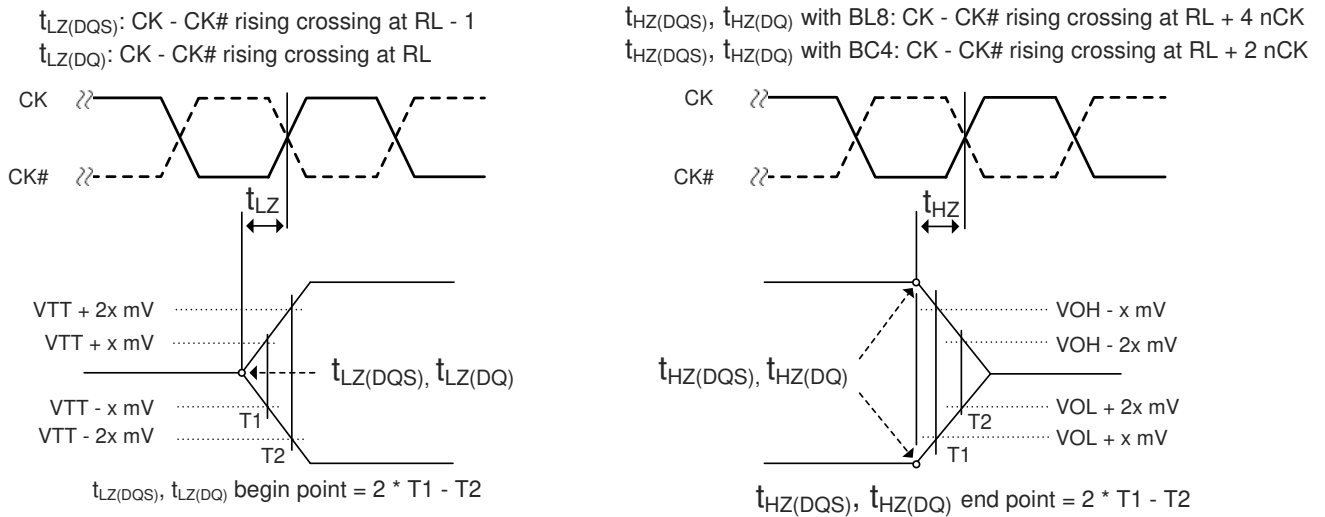 tLZ(DQS): CK - CK# rising crossing at RL - 1
tLZ(DQ): CK - CK# rising crossing at RL
CK
CK#
tLZ
VTT + 2x mV
VTT + x mV
VTT - x mV
VTT - 2x mV
tLZ(DQS), tLZ(DQ)
T1
T2
tLZ(DQS), tLZ(DQ) begin point = 2 * T1 - T2
tHZ(DQS), tHZ(DQ) with BL8: CK - CK# rising crossing at RL + 4 nCK
tHZ(DQS), tHZ(DQ) with BC4: CK - CK# rising crossing at RL + 2 nCK
CK
CK#
tHZ
tHZ(DQS), tHZ(DQ)
VOH - x mV
VOH - 2x mV
VOL + 2x mV
VOL + x mV
T2
T1
tHZ(DQS), tHZ(DQ) end point = 2 * T1 - T2